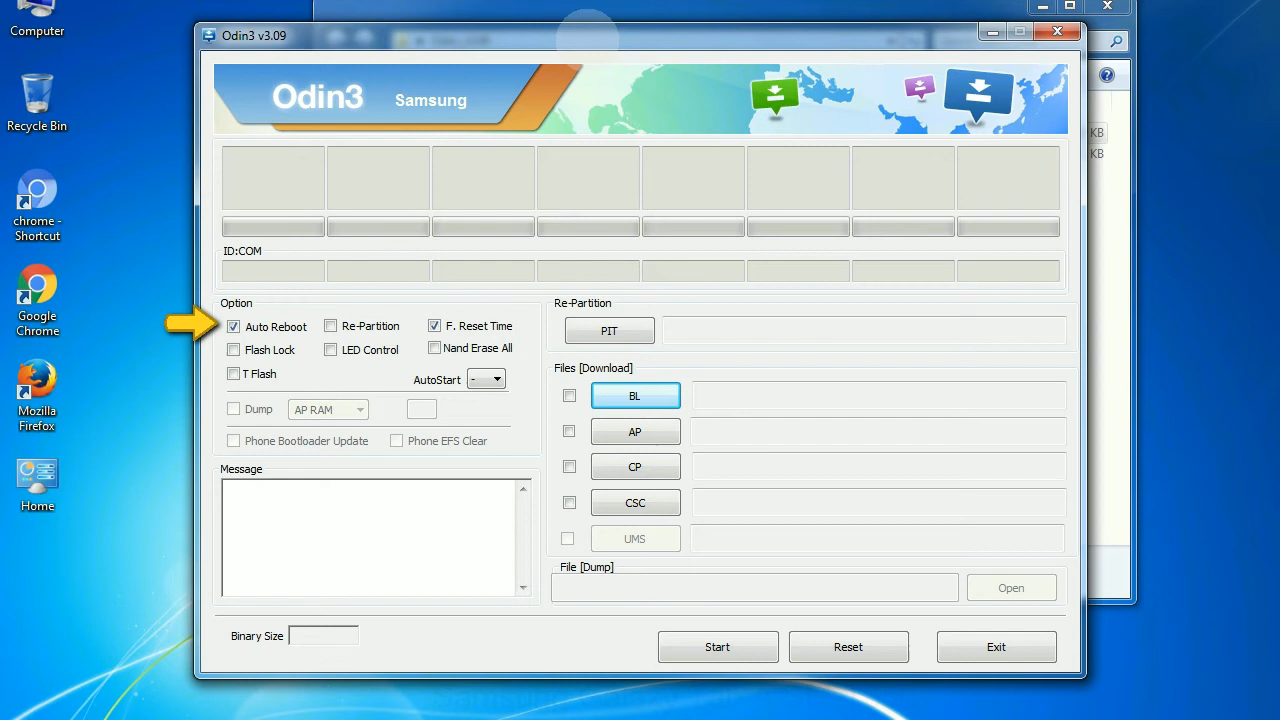 Computer
Recycle Bin
chrome -
Shortcut
Google
Chrome
Mozilla
Firefox
Home
Odin3 v3.09
Odin3 Samsung
KB
KB
ID:COM
Option
Auto Reboot Re-Partition F. Reset Time
Flash Lock LED Control Nand Erase All
T Flash
AutoStart -
Dump AP RAM
Phone Bootloader Update Phone EFS Clear
Message
Re-Partition
PIT
Files [Download]
BL
AP
CP
CSC
UMS
File [Dump]
Open
Binary Size
Start Reset Exit